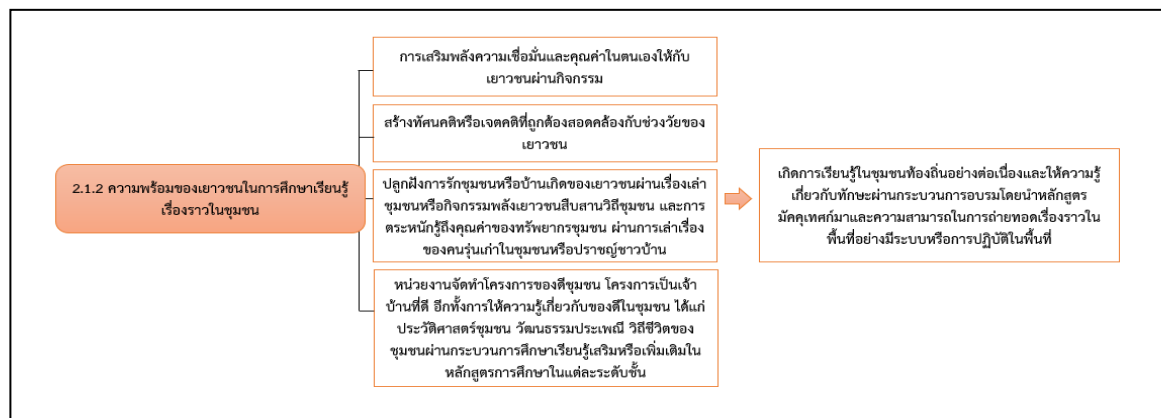 2.1.2 ความพร้อมของเยาวชนในการศึกษาเรียนรู้
เรื่องราวในชุมชน
การเสริมพลังความเชื่อมั่นและคุณค่าในตนเองให้กับ
เยาวชนผ่านกิจกรรม
สร้างทัศนคติหรือเจตคติที่ถูกต้องสอดคล้องกับช่วงวัยของ
เยาวชน
ปลูกฝังการรักชุมชนหรือบ้านเกิดของเยาวชนผ่านเรื่องเล่า
ชุมชนหรือกิจกรรมพลังเยาวชนสืบสานวิถีชุมชน และการ
ตระหนักรู้ถึงคุณค่าของทรัพยากรชุมชน ผ่านการเล่าเรื่อง
ของคนรุ่นเก่าในชุมชนหรือปราชญ์ชาวบ้าน
หน่วยงานจัดทำโครงการของดีชุมชน โครงการเป็นเจ้า
บ้านที่ดี อีกทั้งการให้ความรู้เกี่ยวกับของดีในชุมชน ได้แก่
ประวัติศาสตร์ชุมชน วัฒนธรรมประเพณี วิถีชีวิตของ
ชุมชนผ่านกระบวนการศึกษาเรียนรู้เสริมหรือเพิ่มเติมใน
หลักสูตรการศึกษาในแต่ละระดับชั้น
เกิดการเรียนรู้ในชุมชนท้องถิ่นอย่างต่อเนื่องและให้ความรู้
เกี่ยวกับทักษะผ่านกระบวนการอบรมโดยนำหลักสูตร
มัคคุเทศก์มาและความสามารถในการถ่ายทอดเรื่องราวใน
พื้นที่อย่างมีระบบหรือการปฏิบัติในพื้นที่